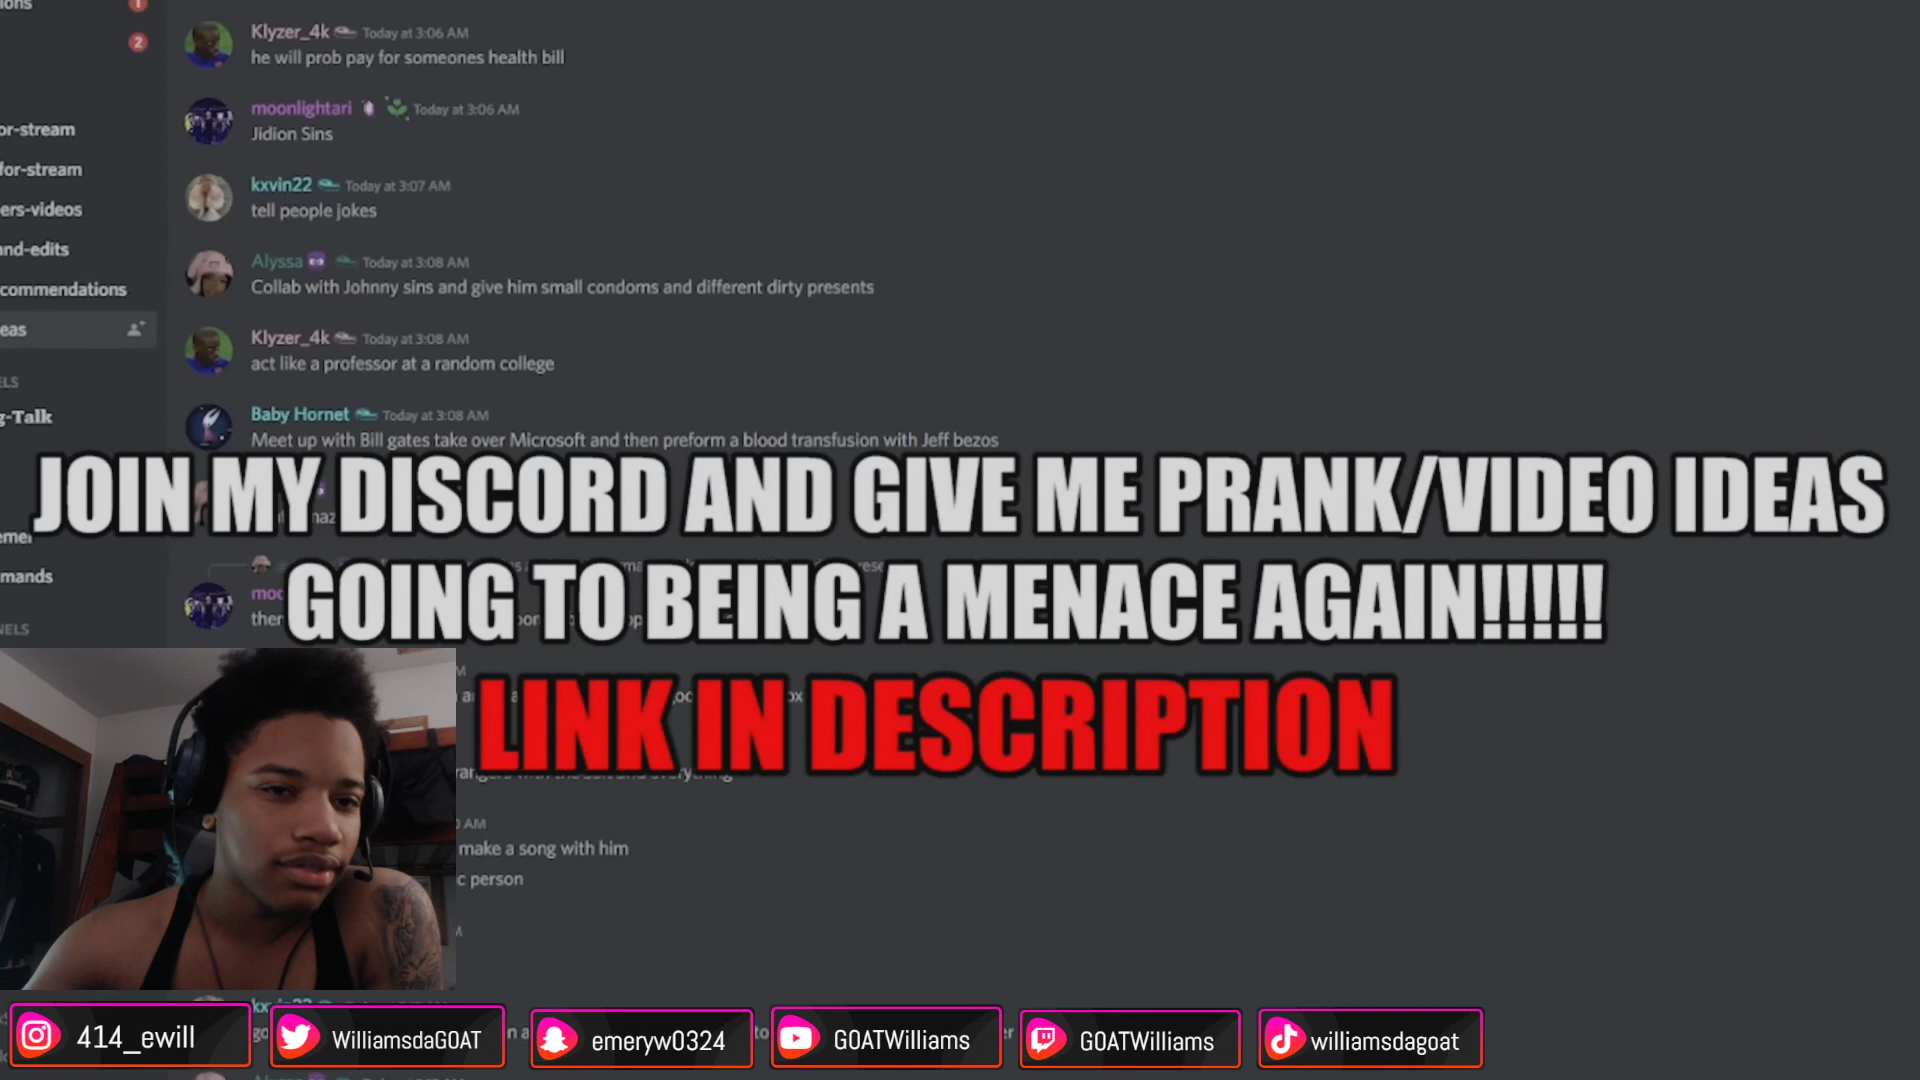 Klyzer_4k Today at 3:06 AM
he will prob pay for someones health bill
moonlightari Today at 3:06 AM
Jidion Sins
kxvin22 Today at 3:07 AM
tell people jokes
Alyssa Today at 3:08 AM
Collab with Johnny sins and give him small condoms and different dirty presents
Klyzer_4k Today at 3:08 AM
act like a professor at a random college
Baby Hornet Today at 3:08 AM
Meet up with Bill gates take over Microsoft and then preform a blood transfusion with Jeff bezos
1
2
or-stream
for-stream
ers-videos
and-edits
commendations
eas
ELS
g-Talk
mands
NELS
JOIN MY DISCORD AND GIVE ME PRANK/VIDEO IDEAS
GOING TO BEING A MENACE AGAIN!!!!!
LINK IN DESCRIPTION
AM
make a song with him
c person
414_ewill
WilliamsdaGOAT
emeryw0324
GOATWilliams
GOATWilliams
williamsdagoat